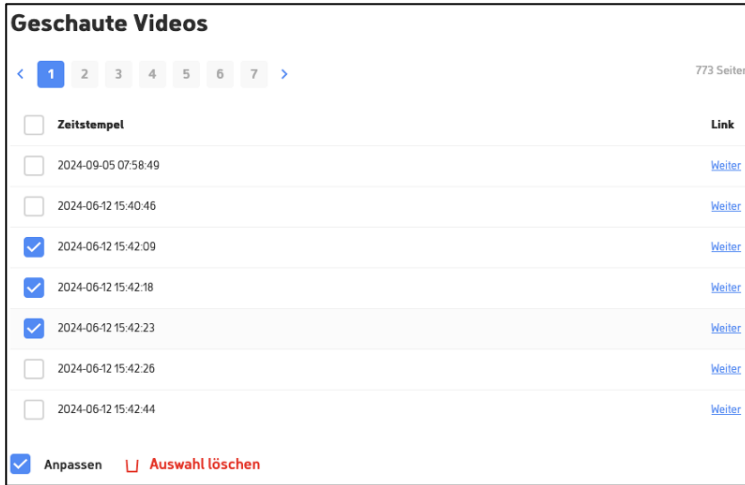 Geschaute Videos
1 2 3 4 5 6 7 773 Seiten
Zeitstempel Link
2024-09-05 07:58:49 Weiter
2024-06-12 15:40:46 Weiter
2024-06-12 15:42:09 Weiter
2024-06-12 15:42:18 Weiter
2024-06-12 15:42:23 Weiter
2024-06-12 15:42:26 Weiter
2024-06-12 15:42:44 Weiter
Anpassen Auswahl löschen